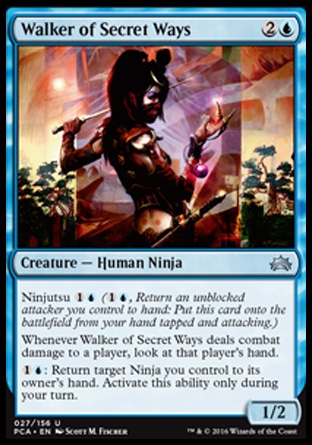 Walker of Secret Ways 2
Creature — Human Ninja
Ninjutsu 1 (1 , Return an unblocked
attacker you control to hand: Put this card onto the
battlefield from your hand tapped and attacking.)
Whenever Walker of Secret Ways deals combat
damage to a player, look at that player's hand.
1 : Return target Ninja you control to its
owner's hand. Activate this ability only during
your turn.
1/2
027/156 U
PCA • EN Scott M. Fischer ™ & © 2016 Wizards of the Coast